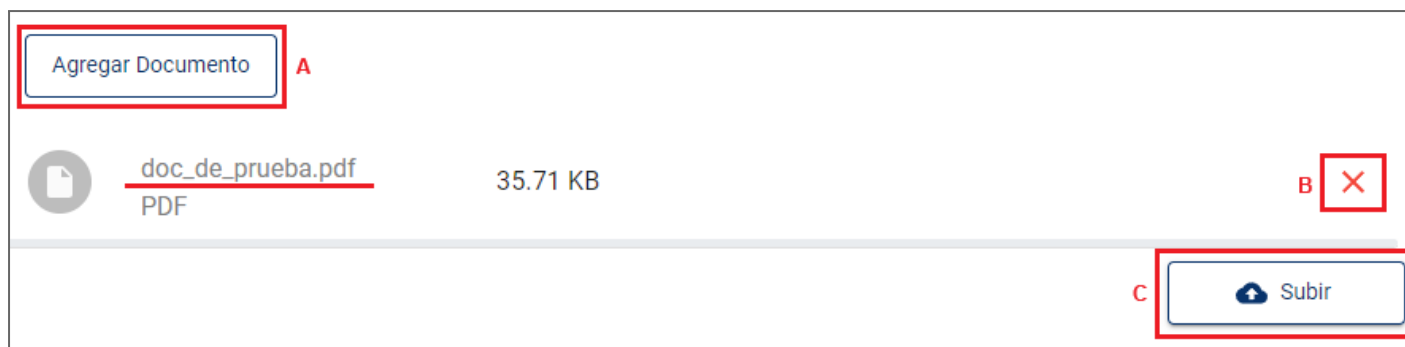 Agregar Documento
A
doc_de_prueba.pdf
35.71 KB
PDF
B
C
Subir